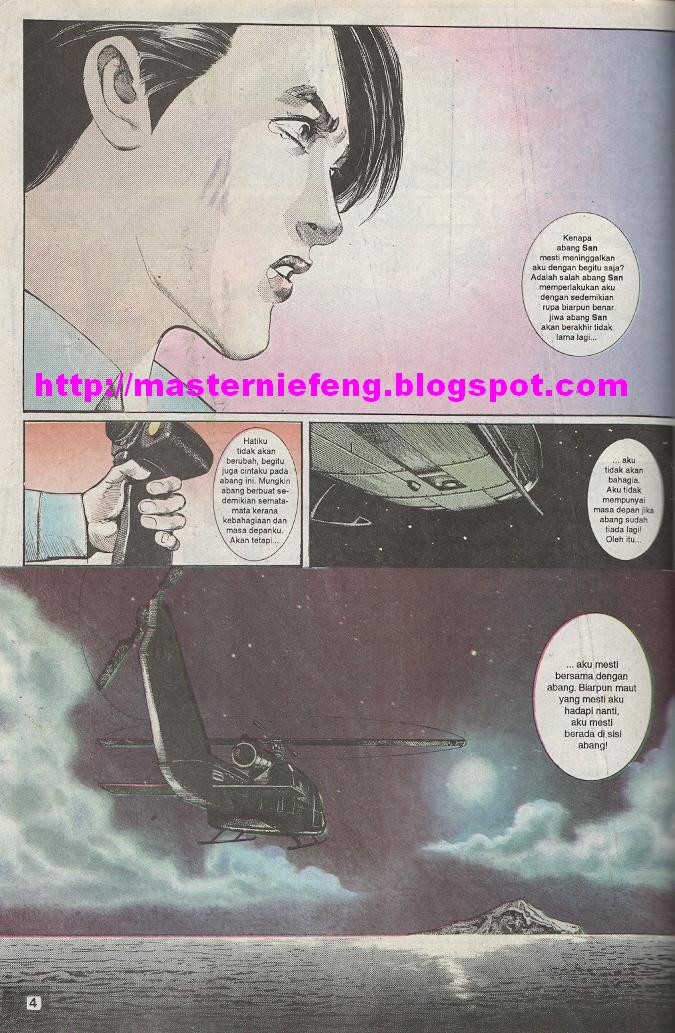 Kenapa
abang San
mesti meninggalkan
aku dengan begitu saja?
Adalah salah abang San
memperlakukan aku
dengan sedemikian
rupa biarpun benar
jiwa abang San
akan berakhir tidak
lama lagi...
http://masterniefeng.blogspot.com
Hatiku
tidak akan
berubah, begitu
juga cintaku pada
abang ini. Mungkin
abang berbuat se-
demikian semata-
mata kerana
kebahagiaan dan
masa depanku.
Akan tetapi...
... aku
tidak akan
bahagia.
Aku tidak
mempunyai
masa depan jika
abang sudah
tiada lagi!
Oleh itu...
... aku mesti
bersama dengan
abang. Biarpun maut
yang mesti aku
hadapi nanti,
aku mesti
berada di sisi
abang!
4